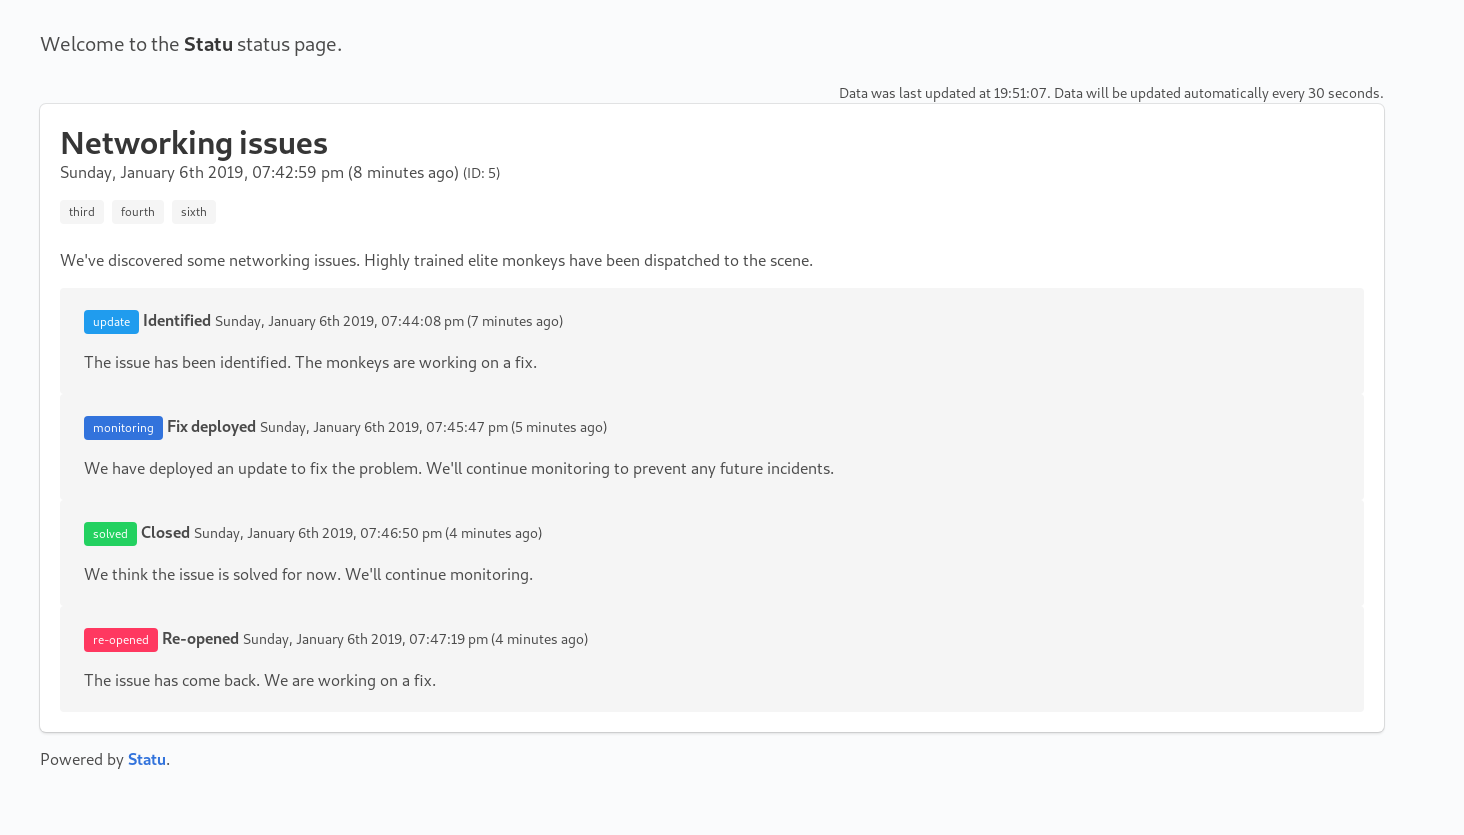 Welcome to the Statu status page.
Data was last updated at 19:51:07. Data will be updated automatically every 30 seconds.
Networking issues
Sunday, January 6th 2019, 07:42:59 pm (8 minutes ago) (ID: 5)
third fourth sixth
We've discovered some networking issues. Highly trained elite monkeys have been dispatched to the scene.
update Identified Sunday, January 6th 2019, 07:44:08 pm (7 minutes ago)
The issue has been identified. The monkeys are working on a fix.
monitoring Fix deployed Sunday, January 6th 2019, 07:45:47 pm (5 minutes ago)
We have deployed an update to fix the problem. We'll continue monitoring to prevent any future incidents.
solved Closed Sunday, January 6th 2019, 07:46:50 pm (4 minutes ago)
We think the issue is solved for now. We'll continue monitoring.
re-opened Re-opened Sunday, January 6th 2019, 07:47:19 pm (4 minutes ago)
The issue has come back. We are working on a fix.
Powered by Statu.